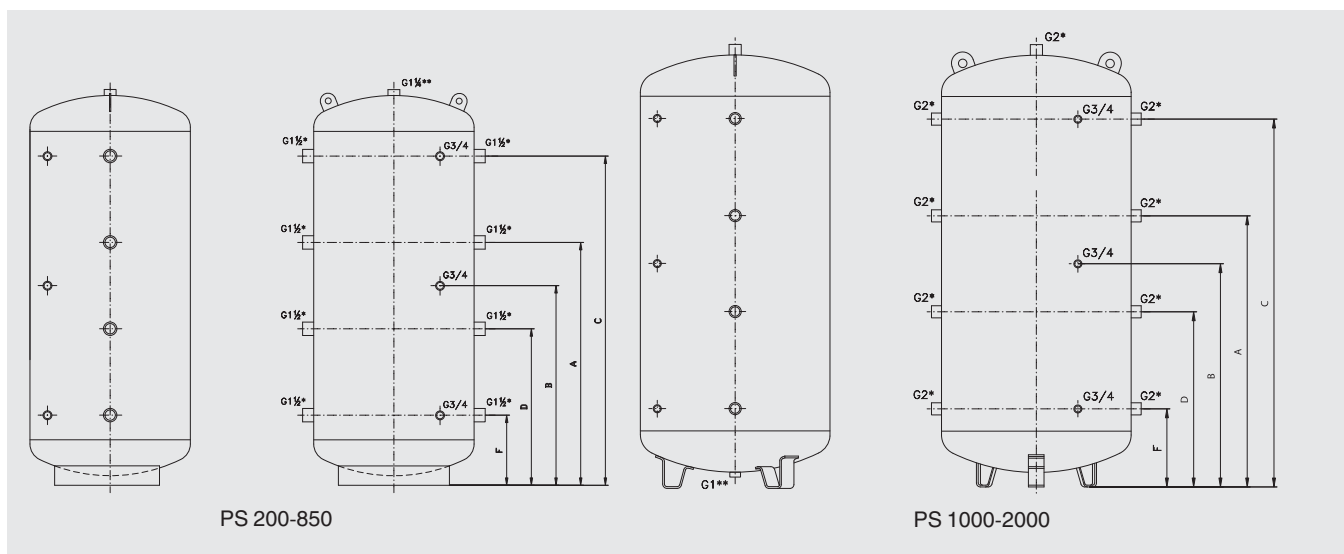 G1¼**
G1½*
G3/4
G1½*
G1½*
G1½*
G3/4
G1½*
G1½*
G1½*
G3/4
G1½*
C
A
B
D
F
PS 200-850
G1**
G2*
G2*
G3/4
G2*
G2*
G2*
G3/4
G2*
G2*
G2*
G3/4
G2*
C
A
B
D
F
PS 1000-2000